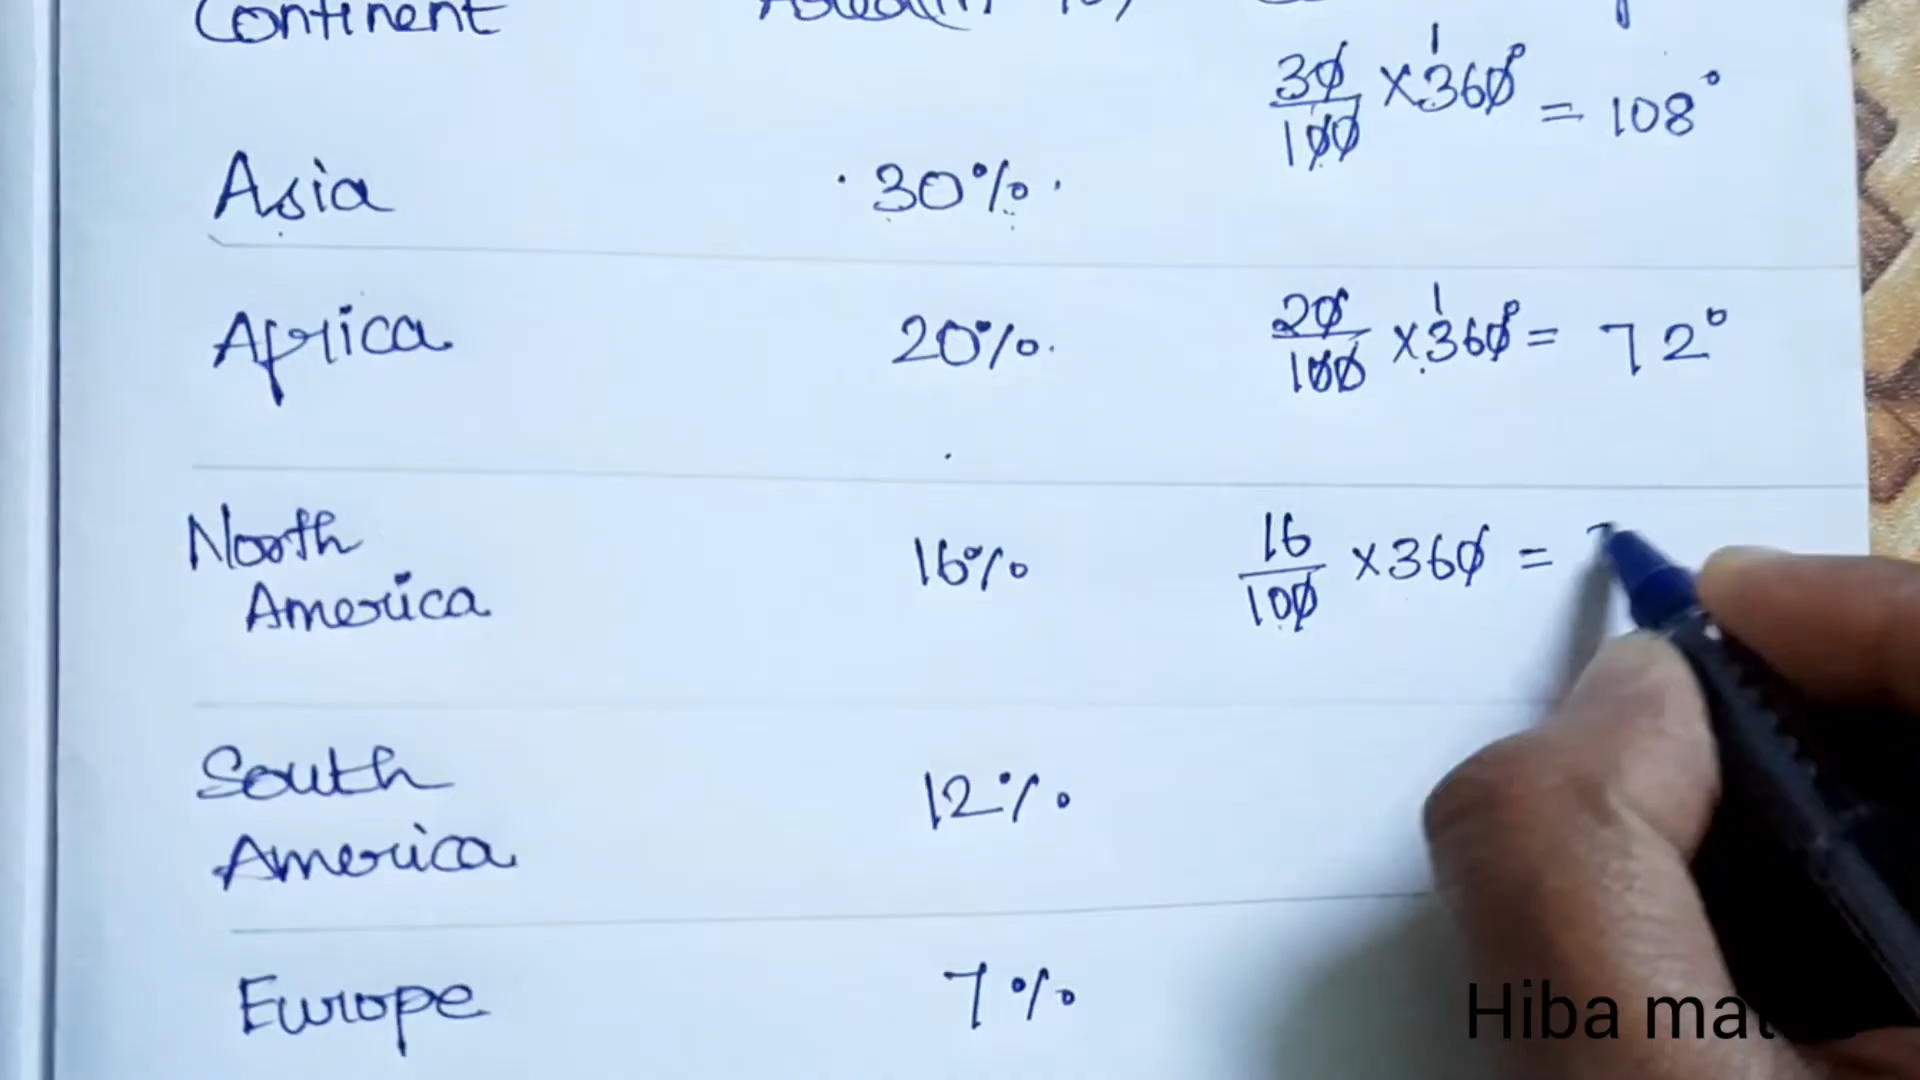 Continent
30/100 × 360 = 108°
Asia 30%
Africa 20% 20/100 × 360 = 72°
North 16% 16/100 × 360 =
America
South 12%
America
Europe 7%
Hiba mat